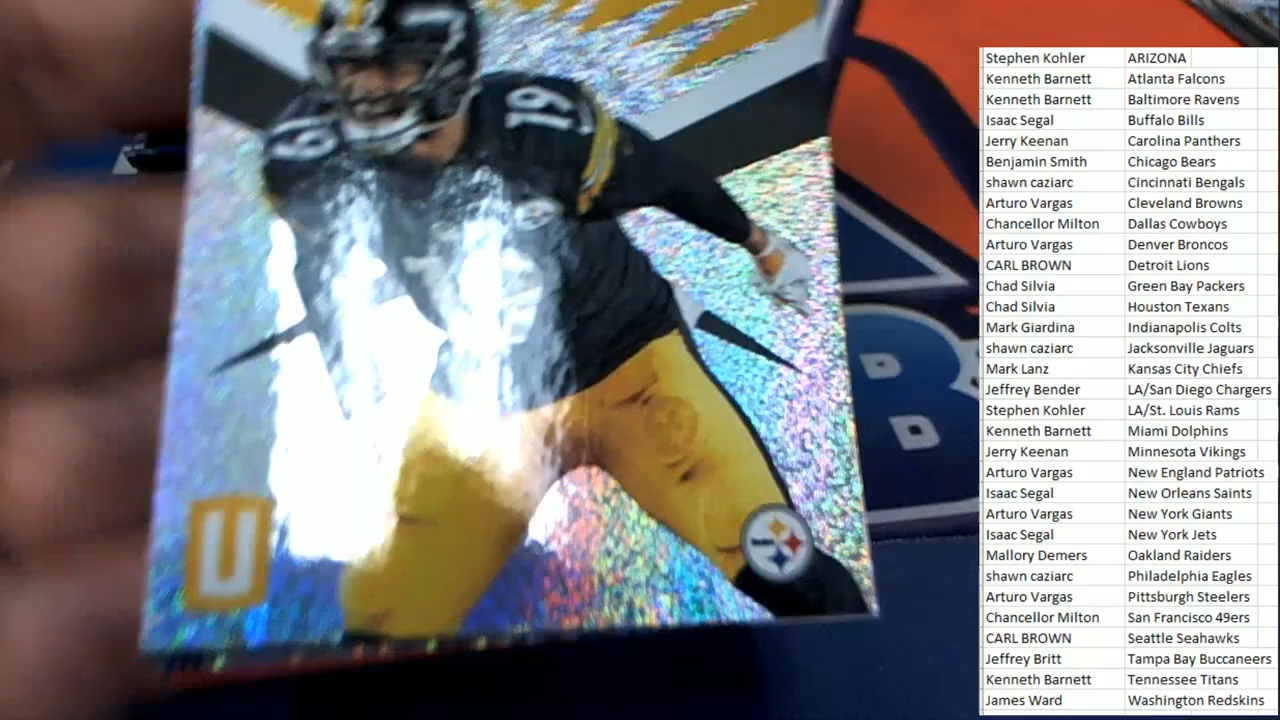 19
19
U
B
Stephen Kohler ARIZONA
Kenneth Barnett Atlanta Falcons
Kenneth Barnett Baltimore Ravens
Isaac Segal Buffalo Bills
Jerry Keenan Carolina Panthers
Benjamin Smith Chicago Bears
shawn caziarc Cincinnati Bengals
Arturo Vargas Cleveland Browns
Chancellor Milton Dallas Cowboys
Arturo Vargas Denver Broncos
CARL BROWN Detroit Lions
Chad Silvia Green Bay Packers
Chad Silvia Houston Texans
Mark Giardina Indianapolis Colts
shawn caziarc Jacksonville Jaguars
Mark Lanz Kansas City Chiefs
Jeffrey Bender LA/San Diego Chargers
Stephen Kohler LA/St. Louis Rams
Kenneth Barnett Miami Dolphins
Jerry Keenan Minnesota Vikings
Arturo Vargas New England Patriots
Isaac Segal New Orleans Saints
Arturo Vargas New York Giants
Isaac Segal New York Jets
Mallory Demers Oakland Raiders
shawn caziarc Philadelphia Eagles
Arturo Vargas Pittsburgh Steelers
Chancellor Milton San Francisco 49ers
CARL BROWN Seattle Seahawks
Jeffrey Britt Tampa Bay Buccaneers
Kenneth Barnett Tennessee Titans
James Ward Washington Redskins